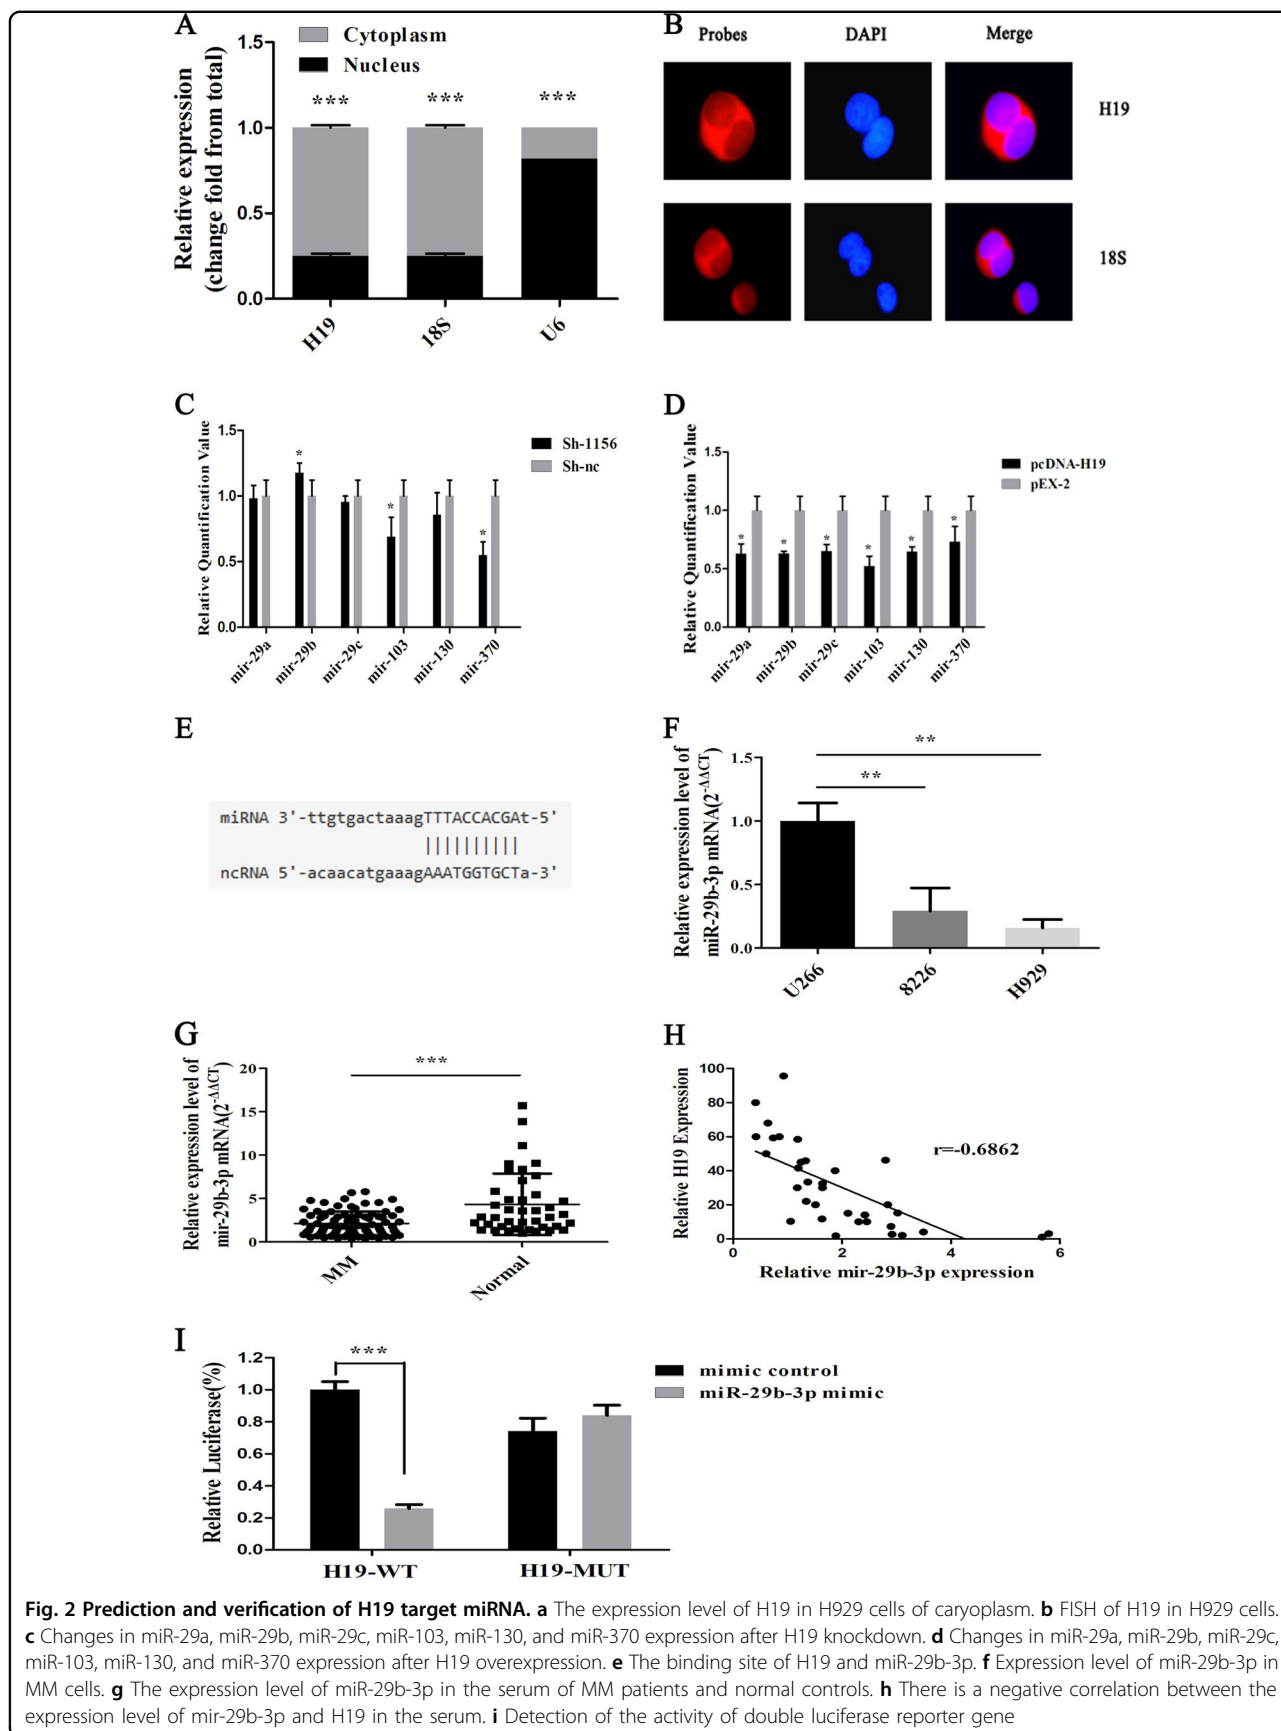 A
Relative expression
(change fold from total)
1.5
1.0
0.5
0.0
Cytoplasm
Nucleus
*** *** ***
H19 18S U6
B
Probes DAPI Merge
H19
18S
C
Relative Quantification Value
1.5
1.0
0.5
0.0
* * *
Sh-1156
Sh-nc
mir-29a mir-29b mir-29c mir-103 mir-130 mir-370
D
Relative Quantification Value
1.5
1.0
0.5
0.0
* * * * * *
pcDNA-H19
pEX-2
mir-29a mir-29b mir-29c mir-103 mir-130 mir-370
E
miRNA 3'-ttgtgactaaagTTTACCACGAt-5'
||||||||||
ncRNA 5'-acaacatgaaagAAATGGTGCTa-3'
F
Relative expression level of
miR-29b-3p mRNA(2^-ΔΔCT)
1.5
1.0
0.5
0.0
**
**
U266 8226 H929
G
Relative expression level of
mir-29b-3p mRNA(2^-ΔΔCT)
20
15
10
5
0
***
MM Normal
H
Relative H19 Expression
100
80
60
40
20
0
r=-0.6862
0 2 4 6
Relative mir-29b-3p expression
I
Relative Luciferase(%)
1.2
1.0
0.8
0.6
0.4
0.2
0.0
***
mimic control
miR-29b-3p mimic
H19-WT H19-MUT
Fig. 2 Prediction and verification of H19 target miRNA. a The expression level of H19 in H929 cells of caryoplasm. b FISH of H19 in H929 cells.
c Changes in miR-29a, miR-29b, miR-29c, miR-103, miR-130, and miR-370 expression after H19 knockdown. d Changes in miR-29a, miR-29b, miR-29c,
miR-103, miR-130, and miR-370 expression after H19 overexpression. e The binding site of H19 and miR-29b-3p. f Expression level of miR-29b-3p in
MM cells. g The expression level of miR-29b-3p in the serum of MM patients and normal controls. h There is a negative correlation between the
expression level of mir-29b-3p and H19 in the serum. i Detection of the activity of double luciferase reporter gene